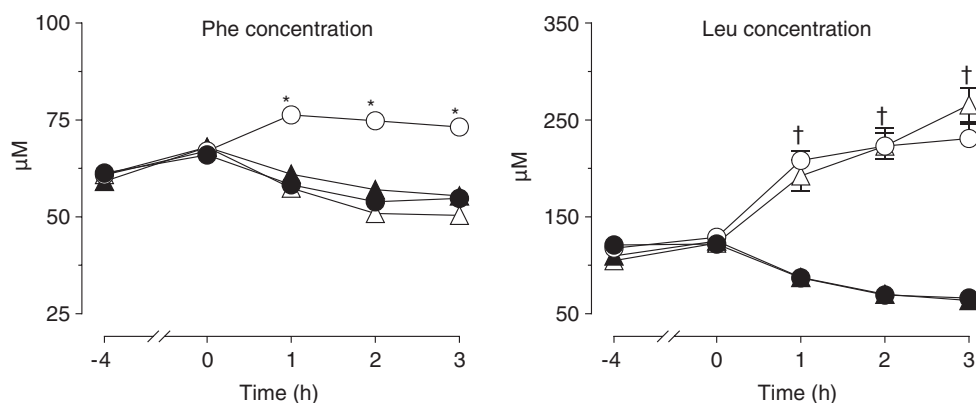 Phe concentration
100
75
50
25
µM
* * *
-4 0 1 2 3
Time (h)
Leu concentration
350
250
150
50
µM
† † †
-4 0 1 2 3
Time (h)